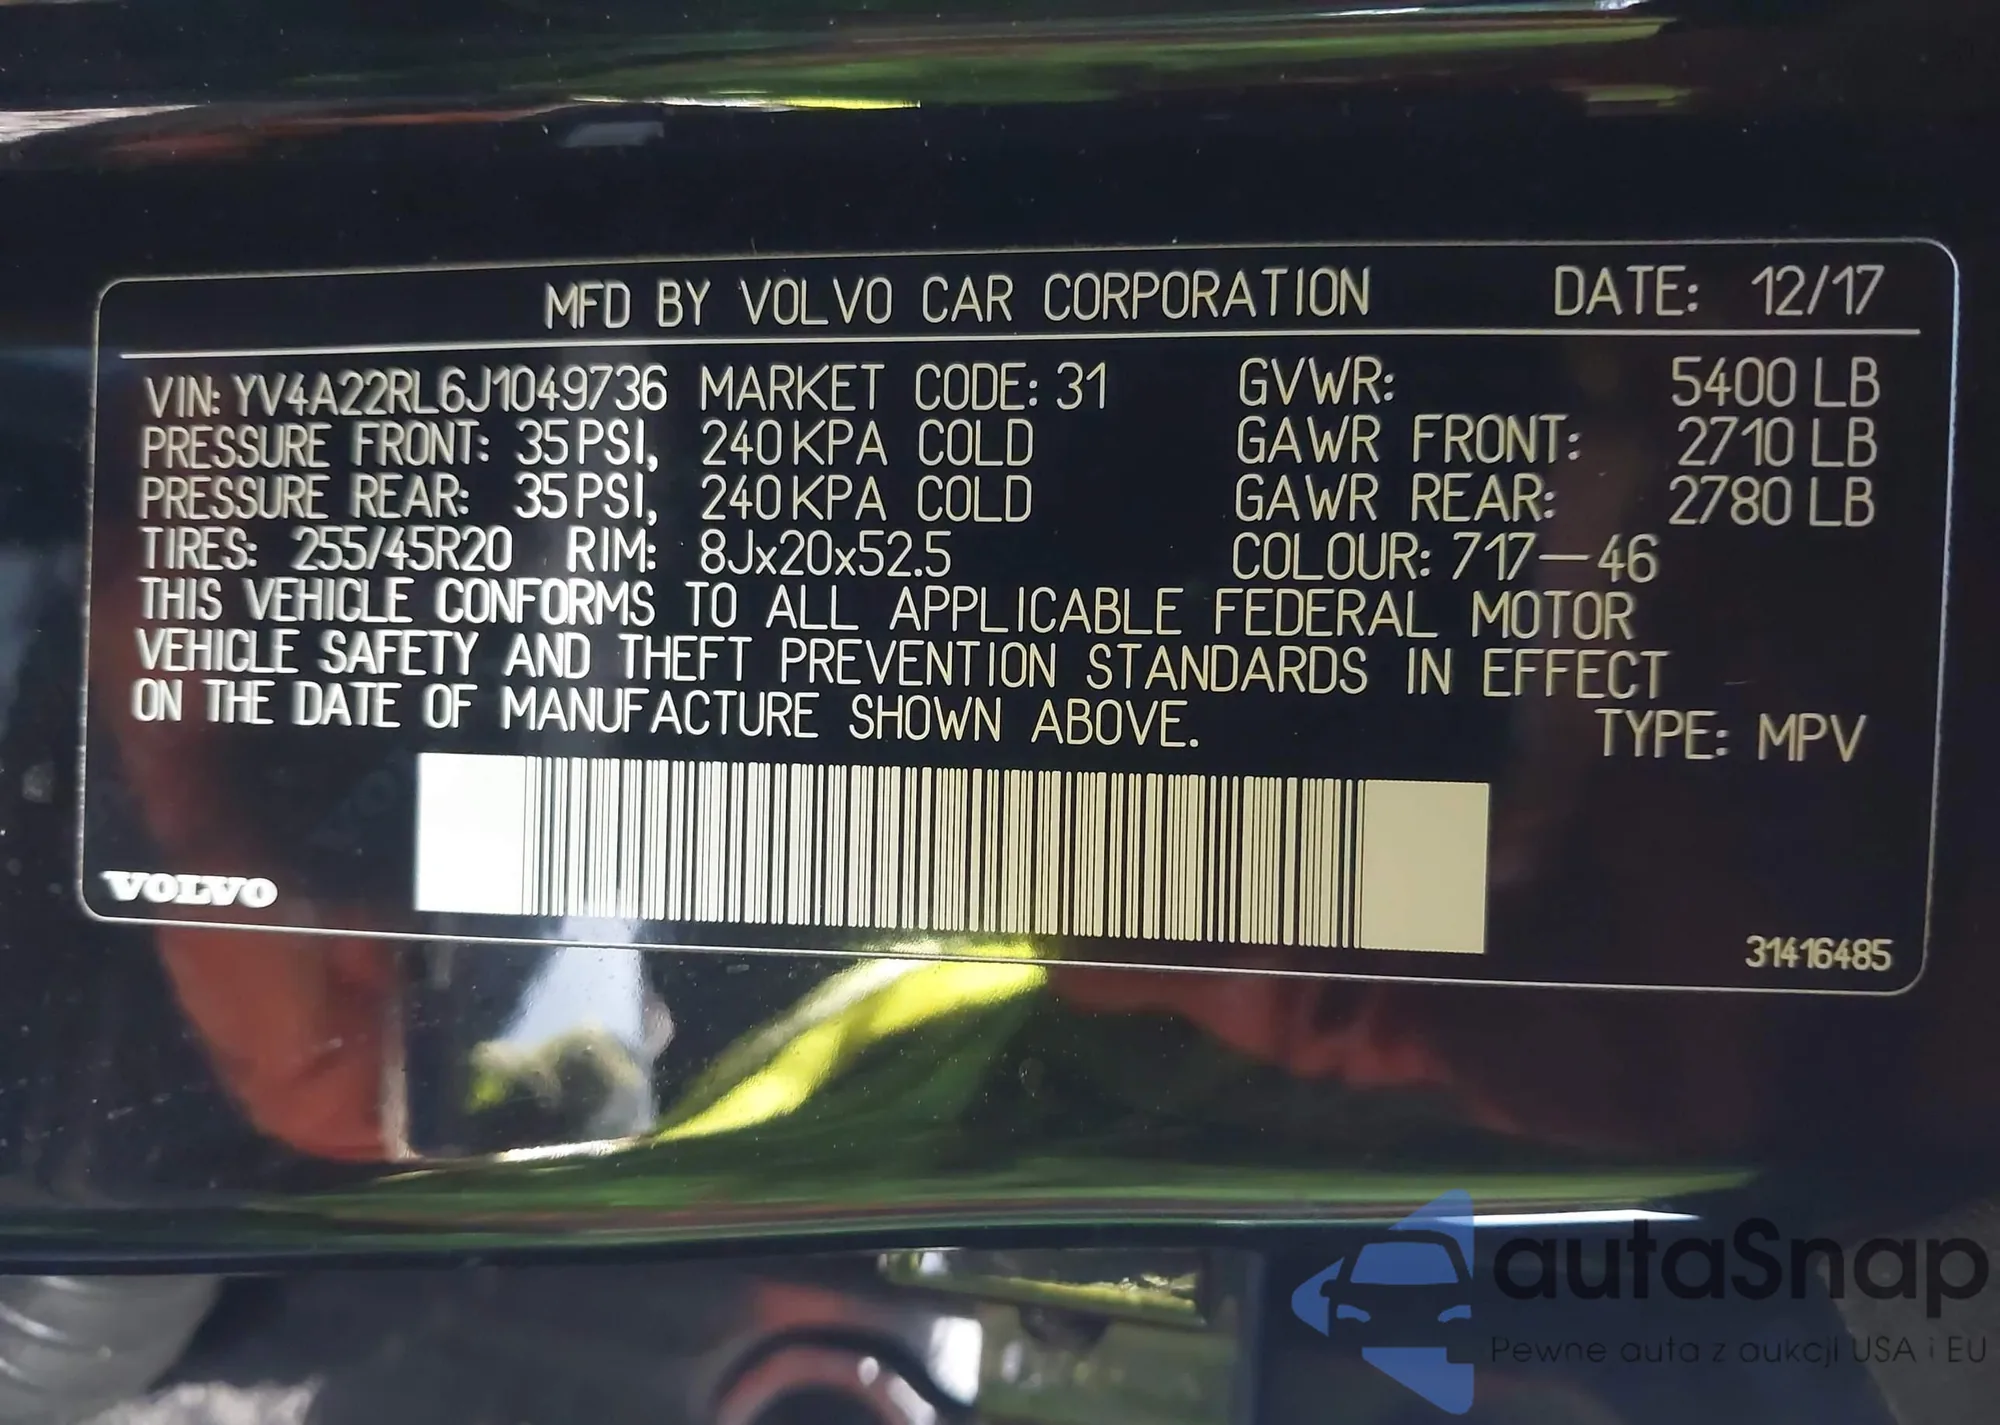 MFD BY VOLVO CAR CORPORATION DATE: 12/17
VIN: YV4A22RL6J1049736 MARKET CODE: 31 GVWR: 5400 LB
PRESSURE FRONT: 35 PSI, 240 KPA COLD GAWR FRONT: 2710 LB
PRESSURE REAR: 35 PSI, 240 KPA COLD GAWR REAR: 2780 LB
TIRES: 255/45R20 RIM: 8Jx20x52.5 COLOUR: 717-46
THIS VEHICLE CONFORMS TO ALL APPLICABLE FEDERAL MOTOR
VEHICLE SAFETY AND THEFT PREVENTION STANDARDS IN EFFECT
ON THE DATE OF MANUFACTURE SHOWN ABOVE.
TYPE: MPV
VOLVO
31416485
autaSnap
Pewne auta z aukcji USA i EU